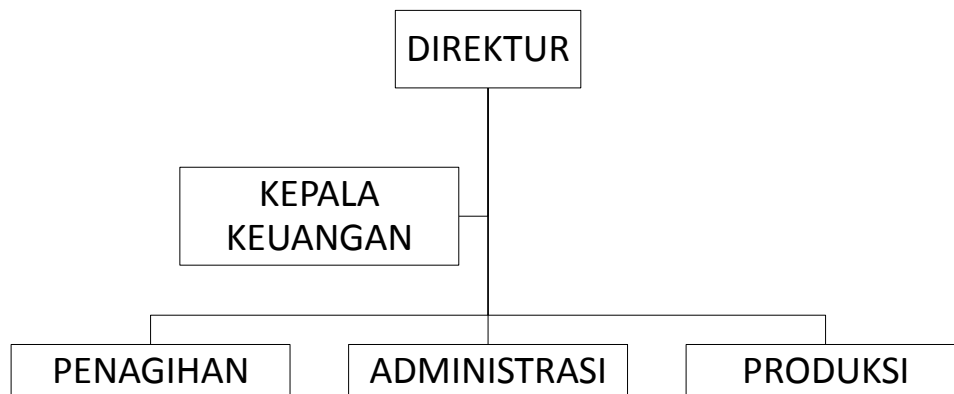 DIREKTUR
KEPALA
KEUANGAN
PENAGIHAN
ADMINISTRASI
PRODUKSI